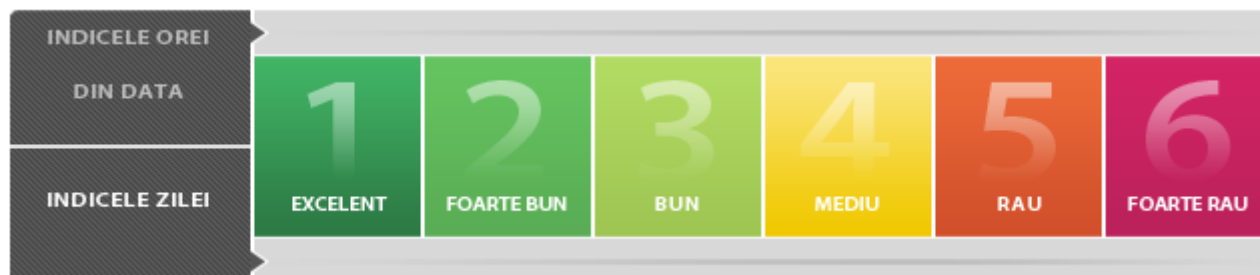 INDICELE OREI
DIN DATA
INDICELE ZILEI
1
EXCELENT
2
FOARTE BUN
3
BUN
4
MEDIU
5
RAU
6
FOARTE RAU